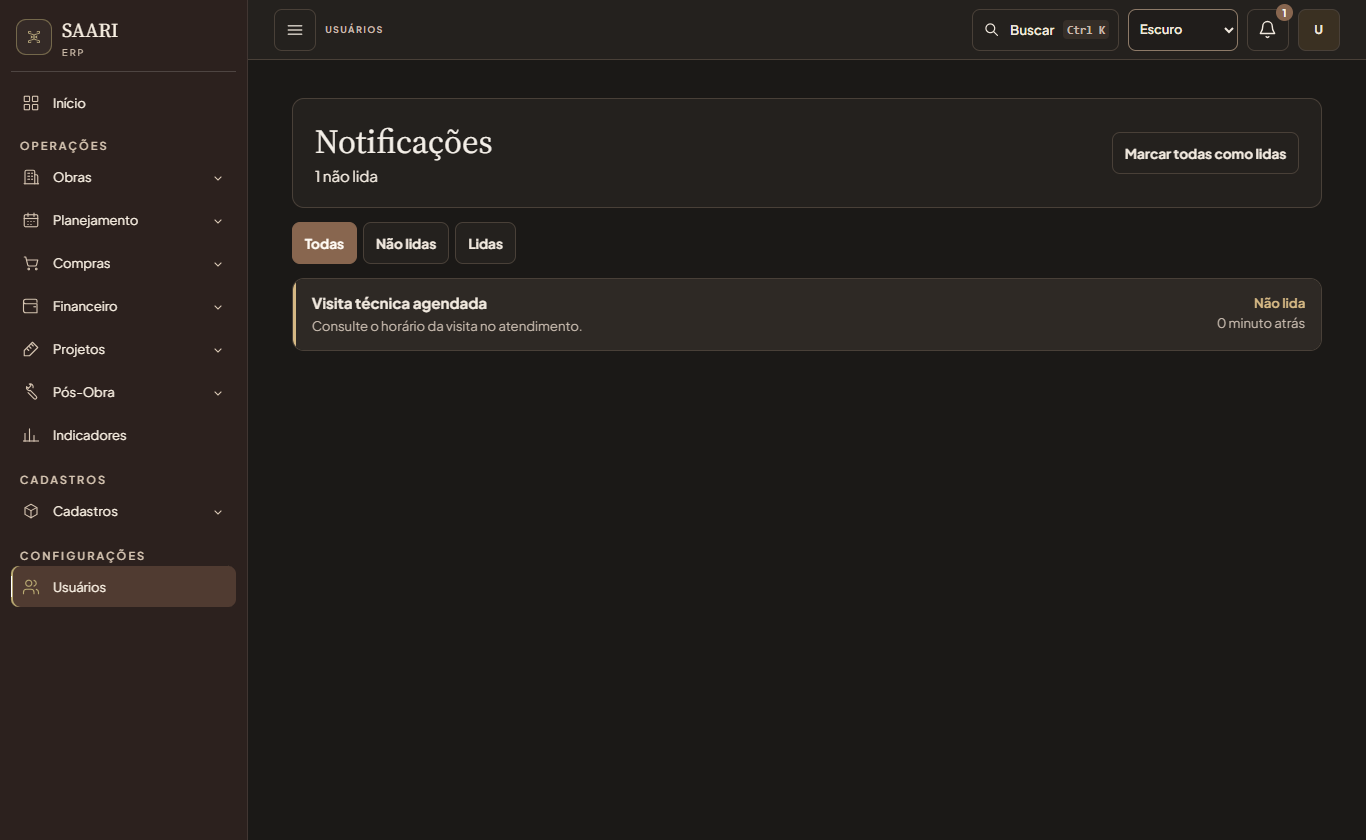 SAARI
ERP
Início
OPERAÇÕES
Obras
Planejamento
Compras
Financeiro
Projetos
Pós-Obra
Indicadores
CADASTROS
Cadastros
CONFIGURAÇÕES
Usuários
USUÁRIOS
Buscar Ctrl K
Escuro
1
U
Notificações
1 não lida
Marcar todas como lidas
Todas
Não lidas
Lidas
Visita técnica agendada
Consulte o horário da visita no atendimento.
Não lida
0 minuto atrás